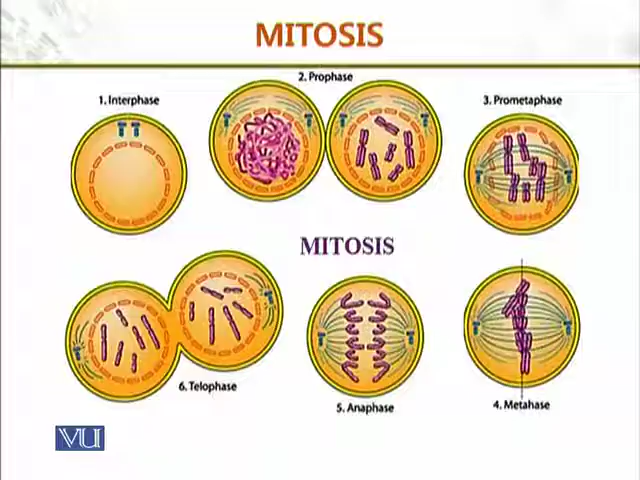 MITOSIS
2. Prophase
1. Interphase
3. Prometaphase
MITOSIS
6. Telophase
5. Anaphase
4. Metahase
VU